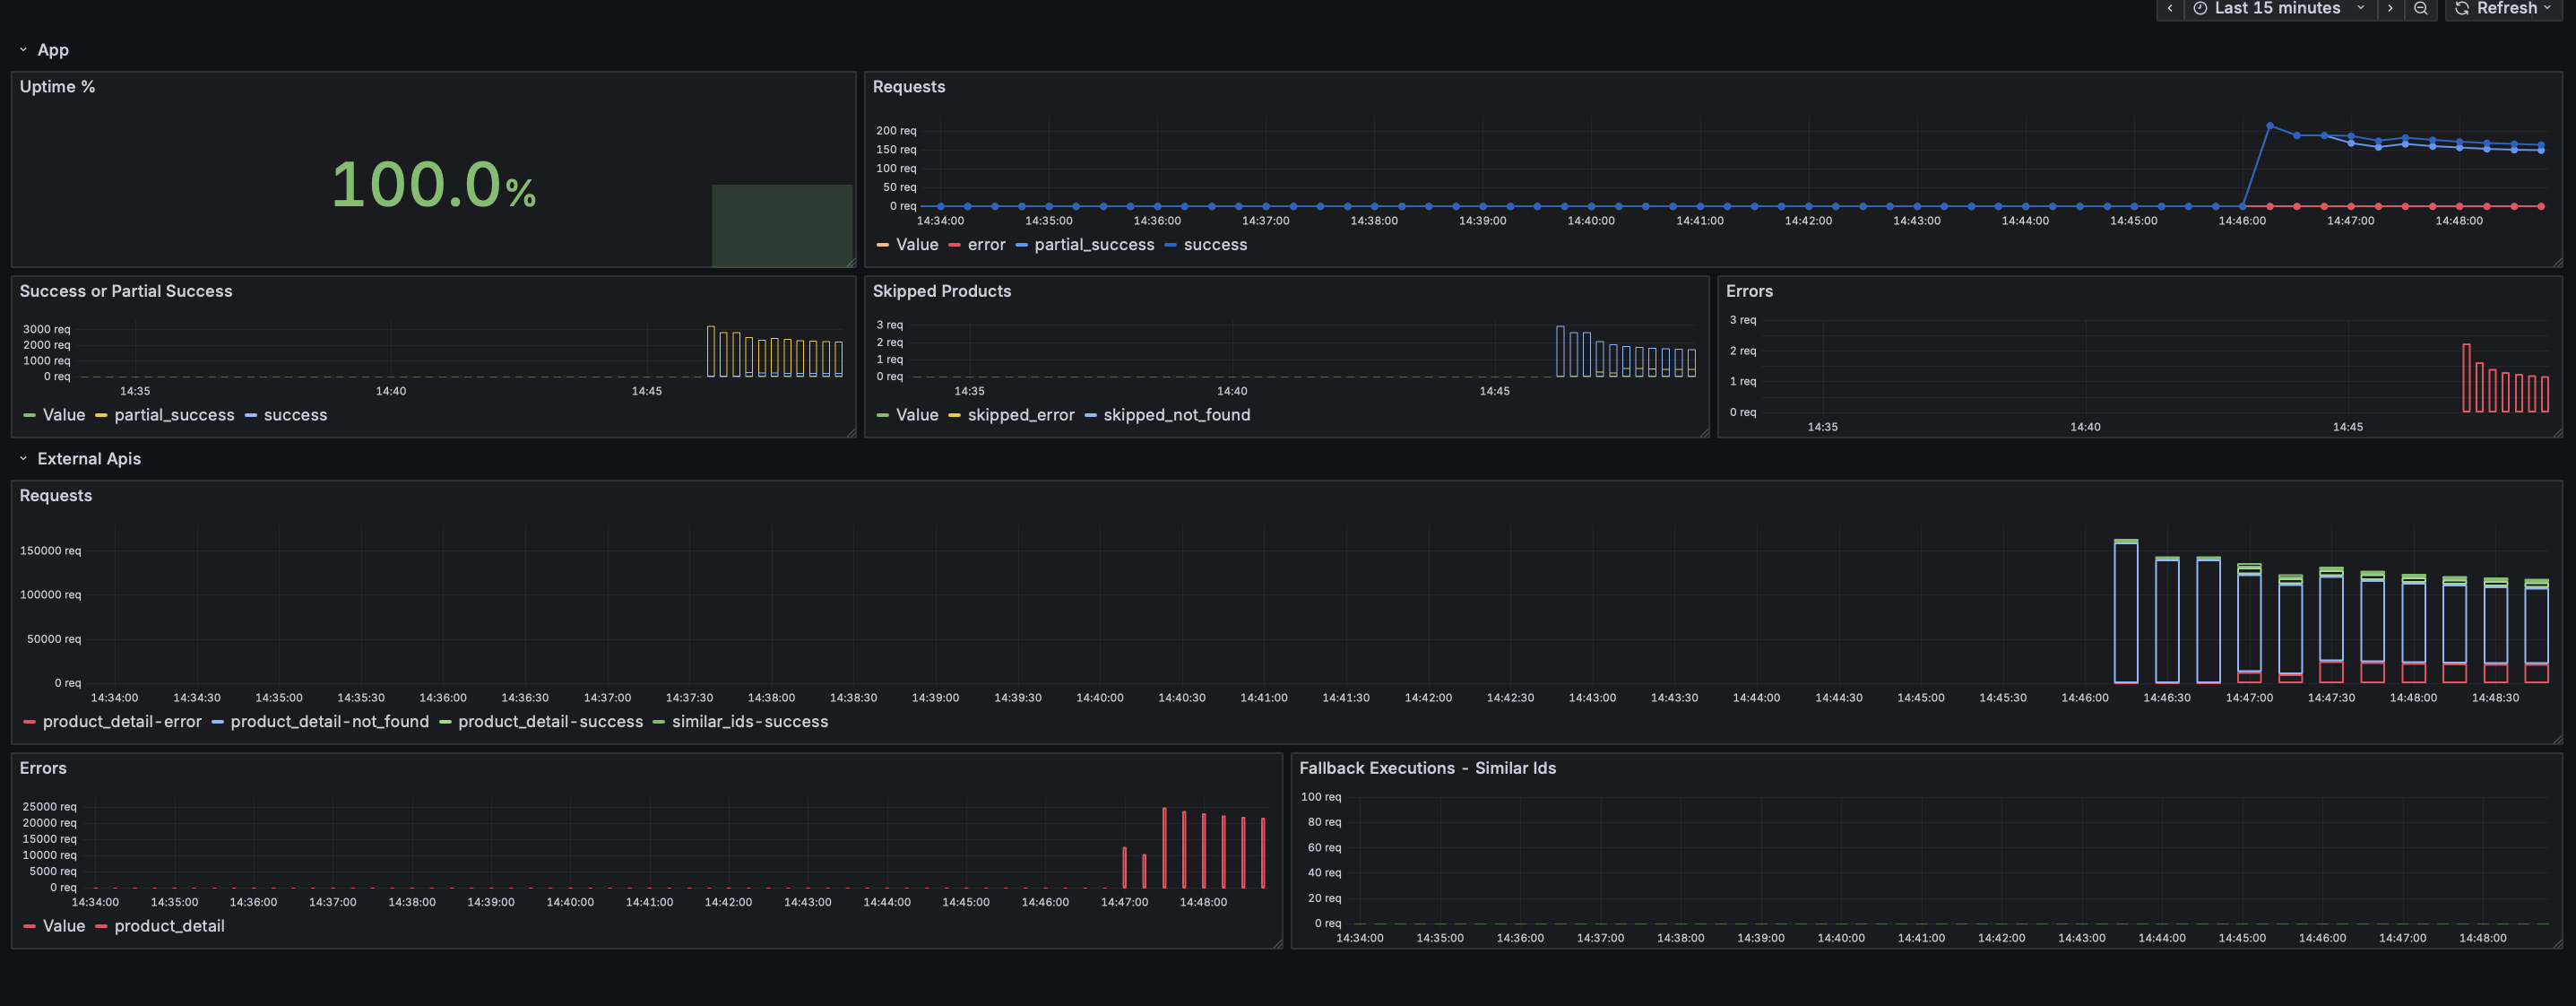 Last 15 minutes
Refresh
App
Uptime %
100.0%
Requests
200 req
150 req
100 req
50 req
0 req
14:34:00 14:35:00 14:36:00 14:37:00 14:38:00 14:39:00 14:40:00 14:41:00 14:42:00 14:43:00 14:44:00 14:45:00 14:46:00 14:47:00 14:48:00
Value error partial_success success
Success or Partial Success
3000 req
2000 req
1000 req
0 req
14:35 14:40 14:45
Value partial_success success
Skipped Products
3 req
2 req
1 req
0 req
14:35 14:40 14:45
Value skipped_error skipped_not_found
Errors
3 req
2 req
1 req
0 req
14:35 14:40 14:45
External Apis
Requests
150000 req
100000 req
50000 req
0 req
14:34:00 14:34:30 14:35:00 14:35:30 14:36:00 14:36:30 14:37:00 14:37:30 14:38:00 14:38:30 14:39:00 14:39:30 14:40:00 14:40:30 14:41:00 14:41:30 14:42:00 14:42:30 14:43:00 14:43:30 14:44:00 14:44:30 14:45:00 14:45:30 14:46:00 14:46:30 14:47:00 14:47:30 14:48:00 14:48:30
product_detail-error product_detail-not_found product_detail-success similar_ids-success
Errors
25000 req
20000 req
15000 req
10000 req
5000 req
0 req
14:34:00 14:35:00 14:36:00 14:37:00 14:38:00 14:39:00 14:40:00 14:41:00 14:42:00 14:43:00 14:44:00 14:45:00 14:46:00 14:47:00 14:48:00
Value product_detail
Fallback Executions - Similar Ids
100 req
80 req
60 req
40 req
20 req
0 req
14:34:00 14:35:00 14:36:00 14:37:00 14:38:00 14:39:00 14:40:00 14:41:00 14:42:00 14:43:00 14:44:00 14:45:00 14:46:00 14:47:00 14:48:00